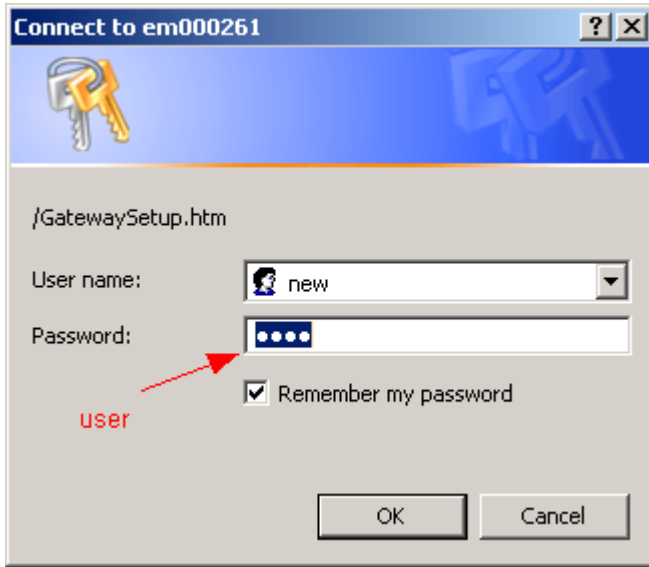 Connect to em000261
/GatewaySetup.htm
User name: new
Password: ••••
user
Remember my password
OK Cancel